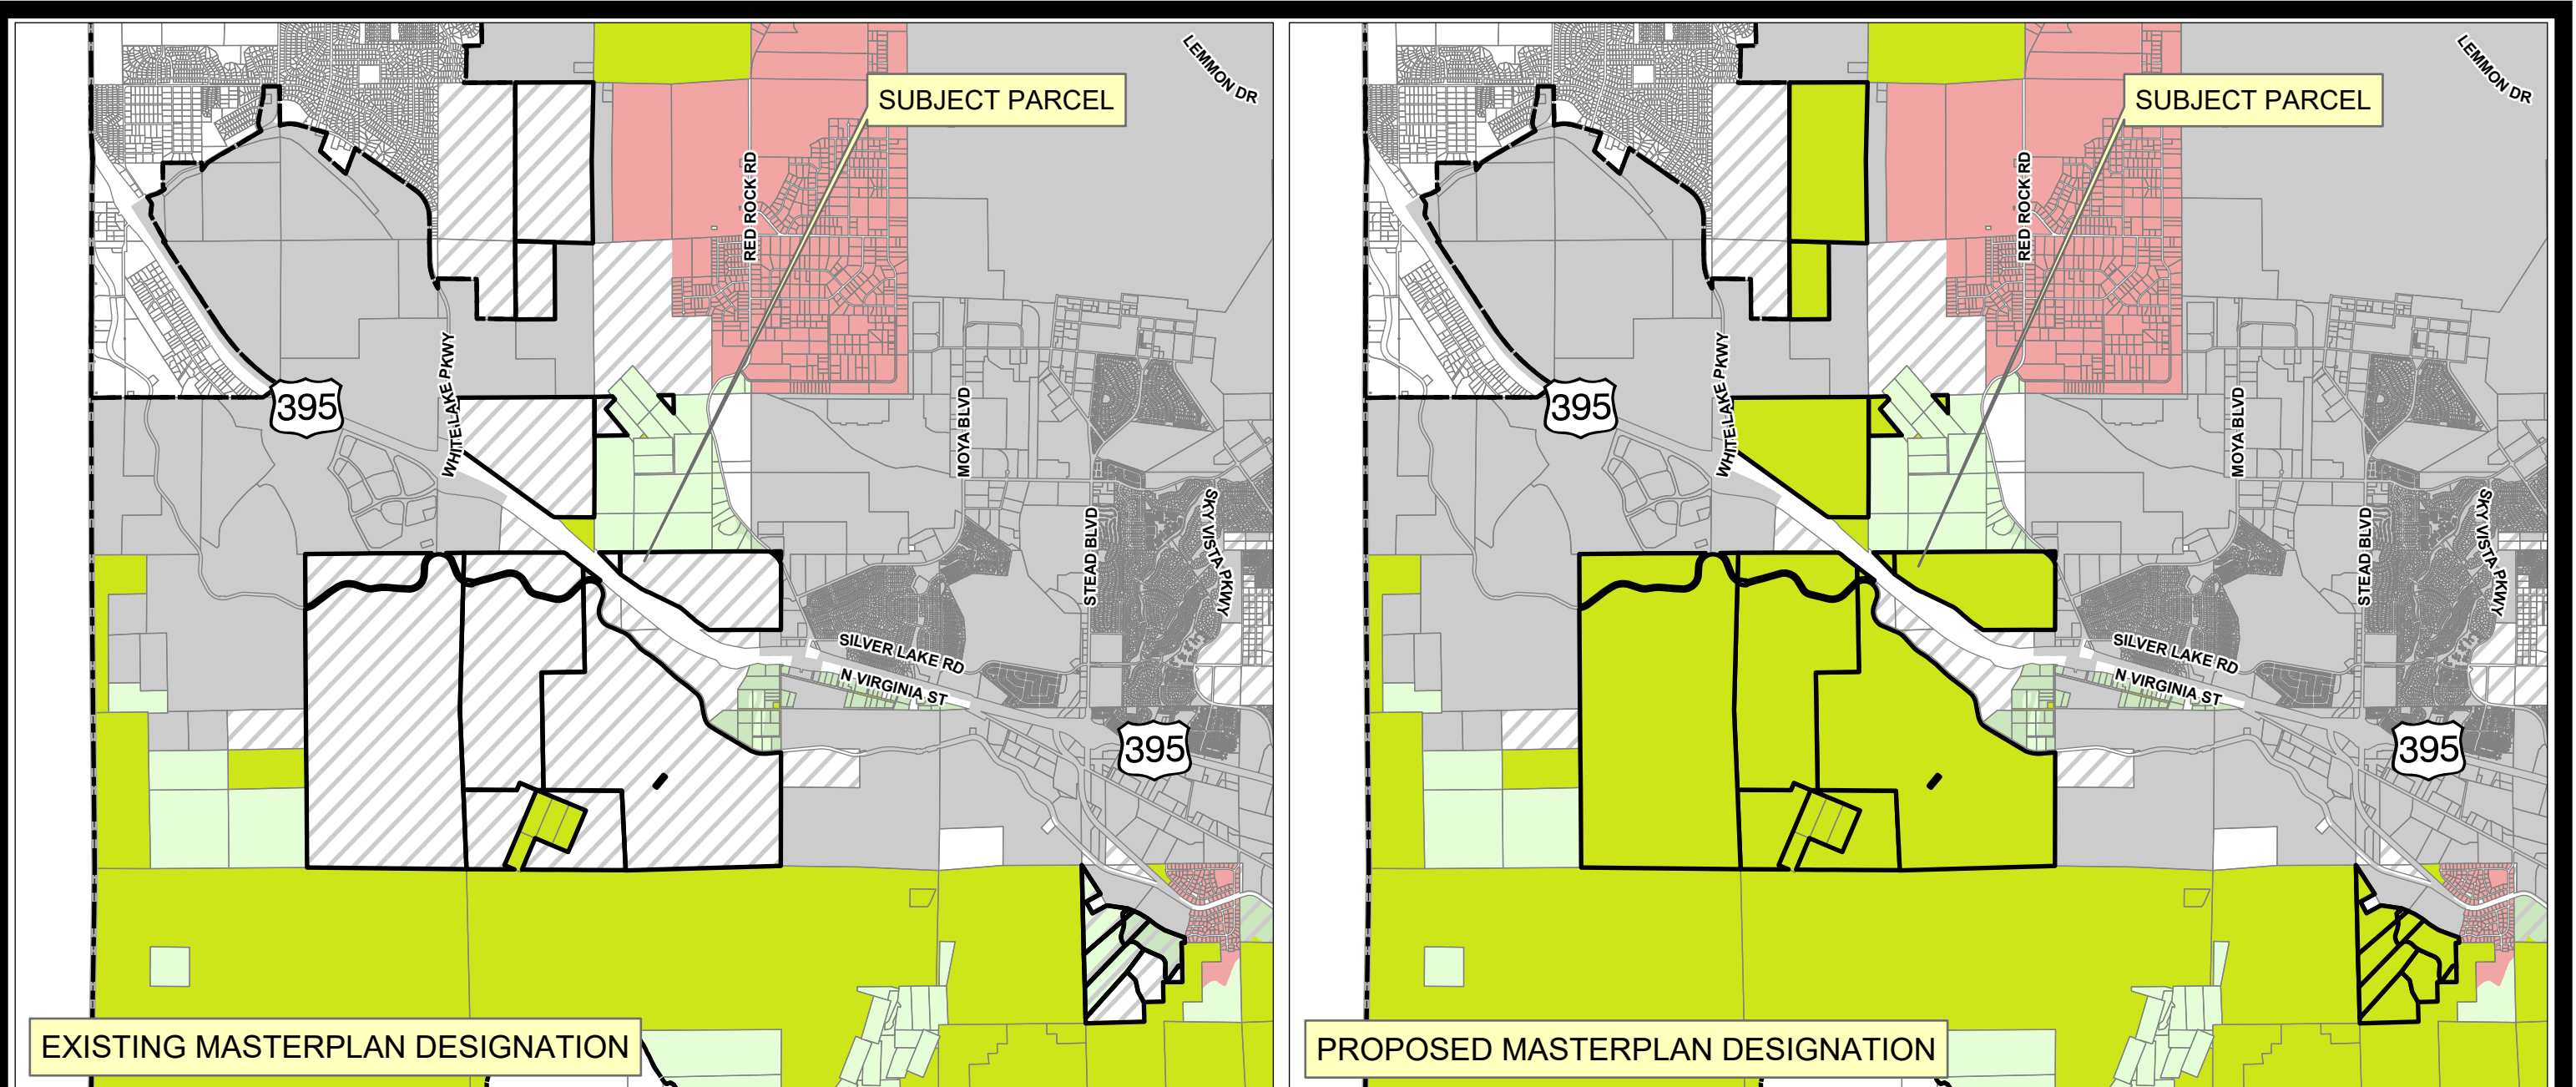 LEMMON DR
SUBJECT PARCEL
RED ROCK RD
WHITE LAKE PKWY
395
MOYA BLVD
STEAD BLVD
SKY VISTA PKWY
SILVER LAKE RD
N VIRGINIA ST
395
EXISTING MASTERPLAN DESIGNATION
LEMMON DR
SUBJECT PARCEL
RED ROCK RD
WHITE LAKE PKWY
395
MOYA BLVD
STEAD BLVD
SKY VISTA PKWY
SILVER LAKE RD
N VIRGINIA ST
395
PROPOSED MASTERPLAN DESIGNATION